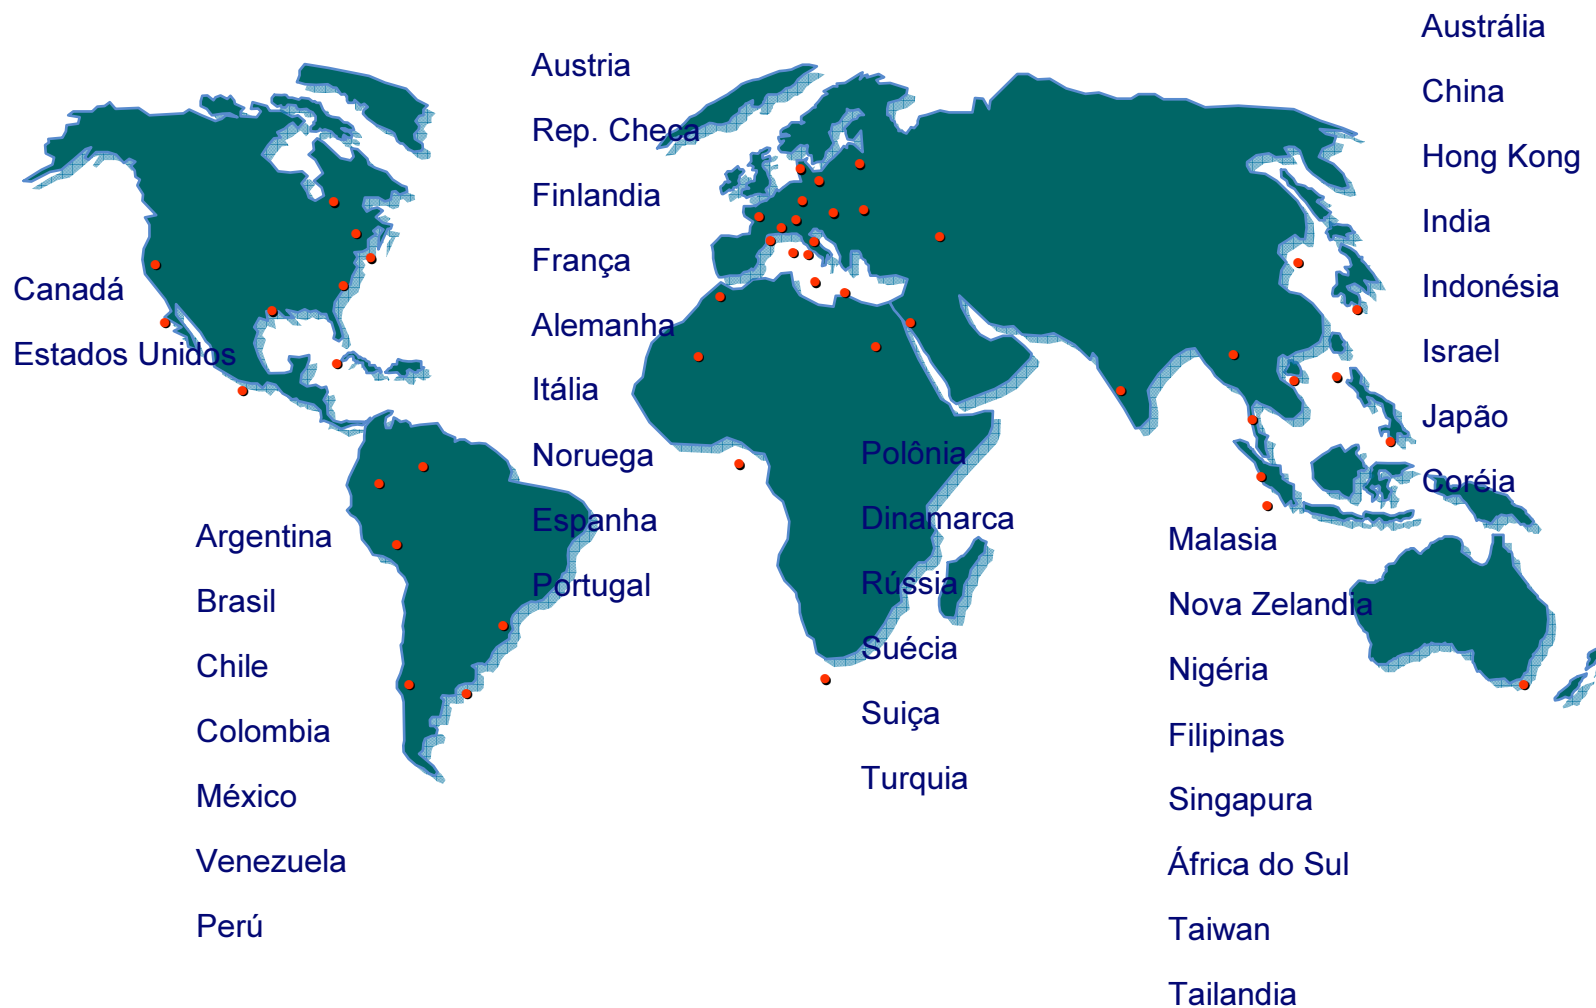 Canadá
Estados Unidos
Argentina
Brasil
Chile
Colombia
México
Venezuela
Perú
Austria
Rep. Checa
Finlandia
França
Alemanha
Itália
Noruega
Espanha
Portugal
Polônia
Dinamarca
Rússia
Suécia
Suiça
Turquia
Austrália
China
Hong Kong
India
Indonésia
Israel
Japão
Coréia
Malasia
Nova Zelandia
Nigéria
Filipinas
Singapura
África do Sul
Taiwan
Tailandia